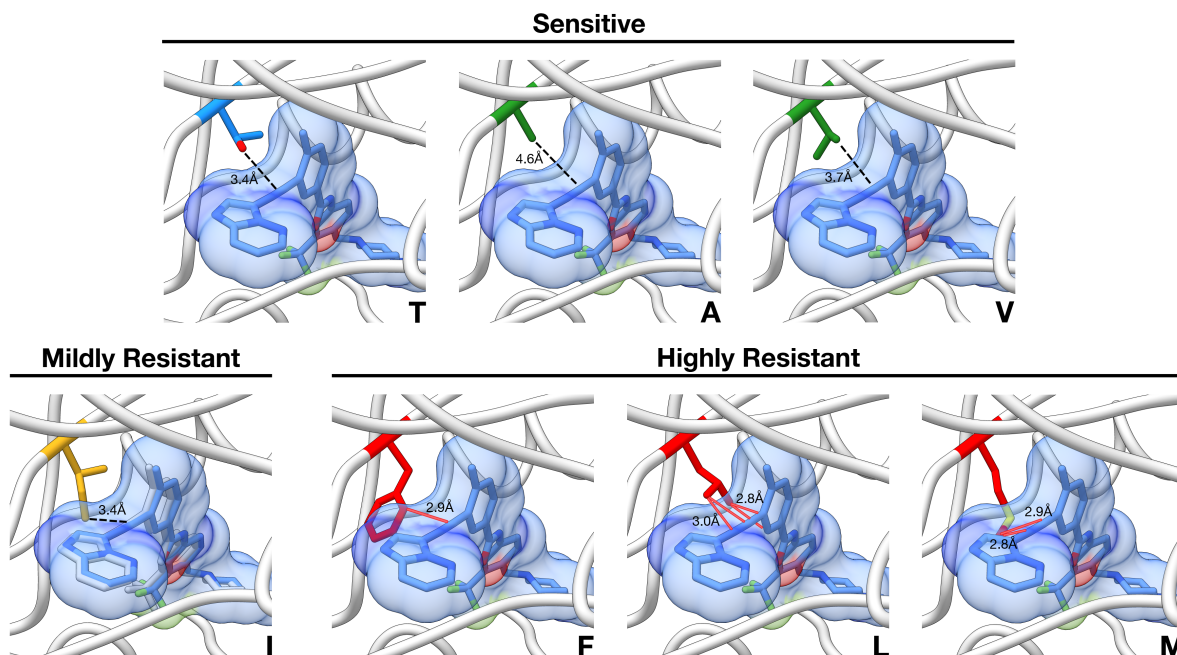 Sensitive
3.4Å
T
4.6Å
A
3.7Å
V
Mildly Resistant
Highly Resistant
3.4Å
I
2.9Å
F
2.8Å
3.0Å
L
2.9Å
2.8Å
M